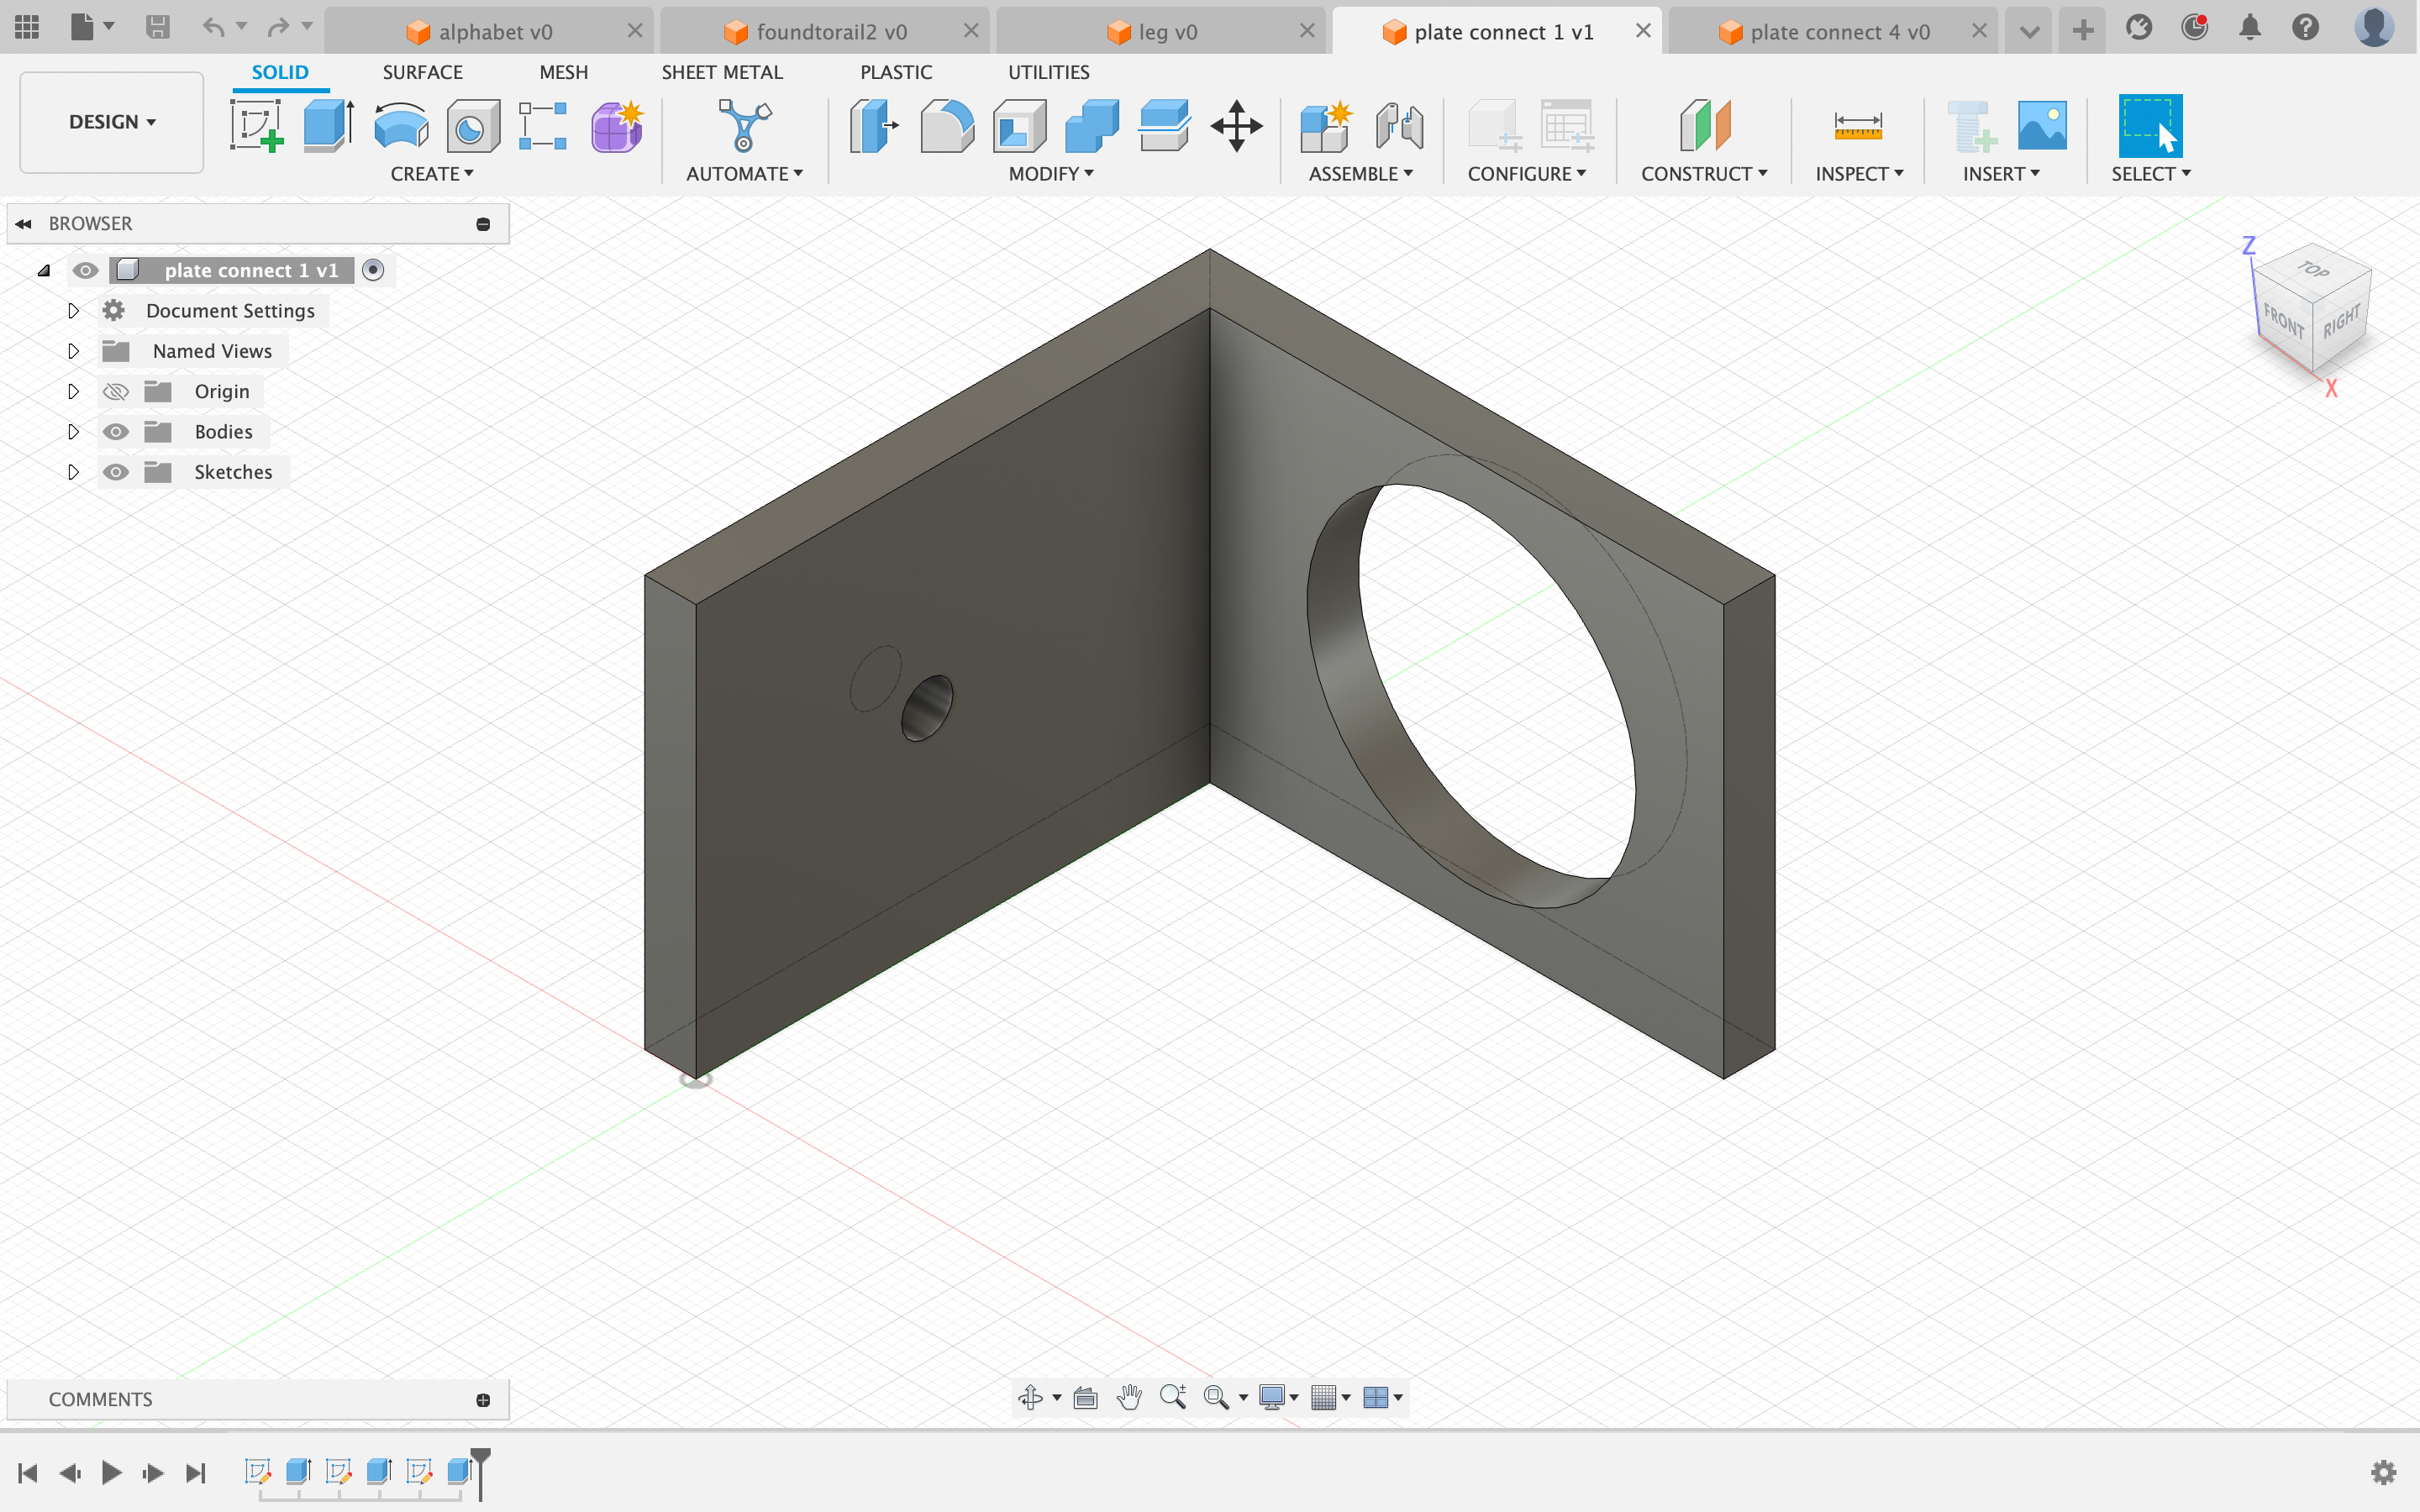 alphabet v0
foundtorail2 v0
leg v0
plate connect 1 v1
plate connect 4 v0
SOLID
SURFACE
MESH
SHEET METAL
PLASTIC
UTILITIES
DESIGN
CREATE
AUTOMATE
MODIFY
ASSEMBLE
CONFIGURE
CONSTRUCT
INSPECT
INSERT
SELECT
BROWSER
plate connect 1 v1
Document Settings
Named Views
Origin
Bodies
Sketches
Z
TOP
FRONT
RIGHT
X
COMMENTS